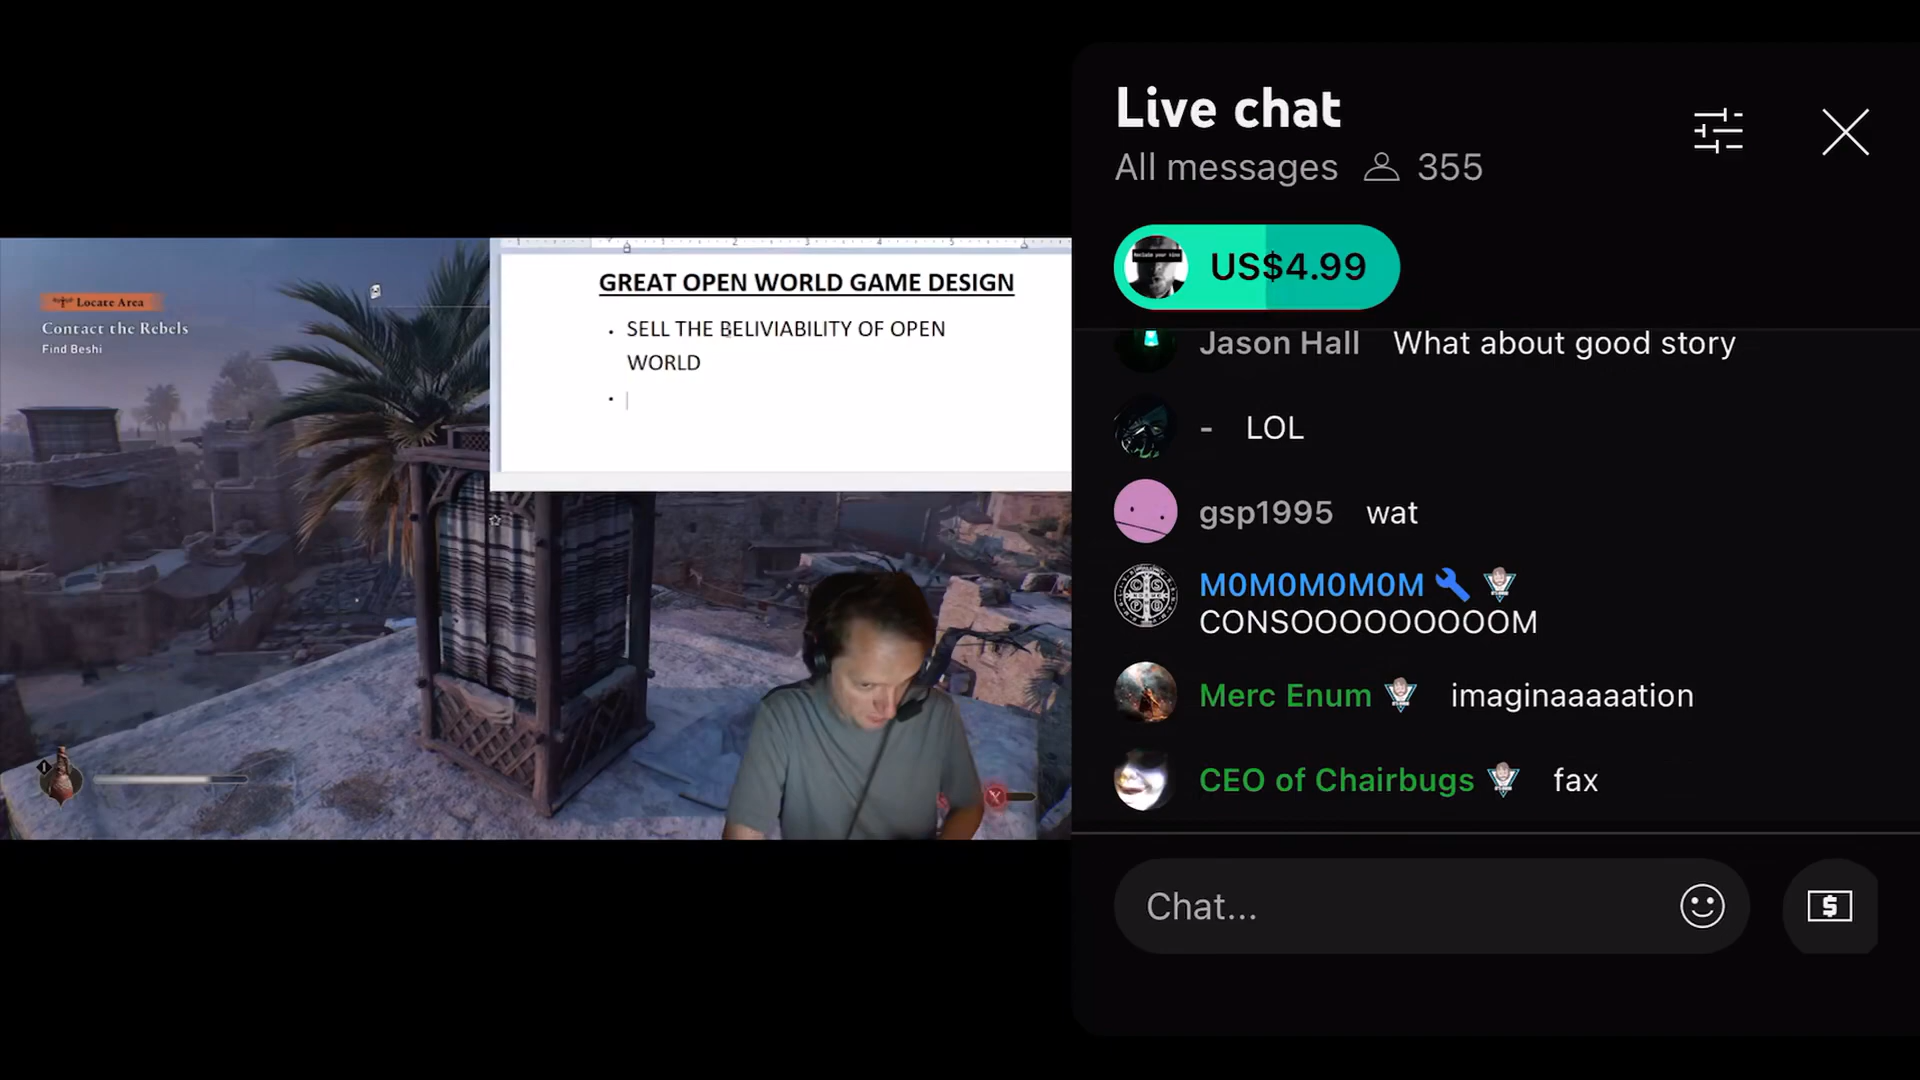 Locate Area
Contact the Rebels
Find Beshi
GREAT OPEN WORLD GAME DESIGN
• SELL THE BELIVIABILITY OF OPEN
WORLD
•
Live chat
All messages 355
US$4.99
Jason Hall What about good story
- LOL
gsp1995 wat
M0M0M0M0M
CONSOOOOOOOOOM
Merc Enum imaginaaaaation
CEO of Chairbugs fax
Chat...